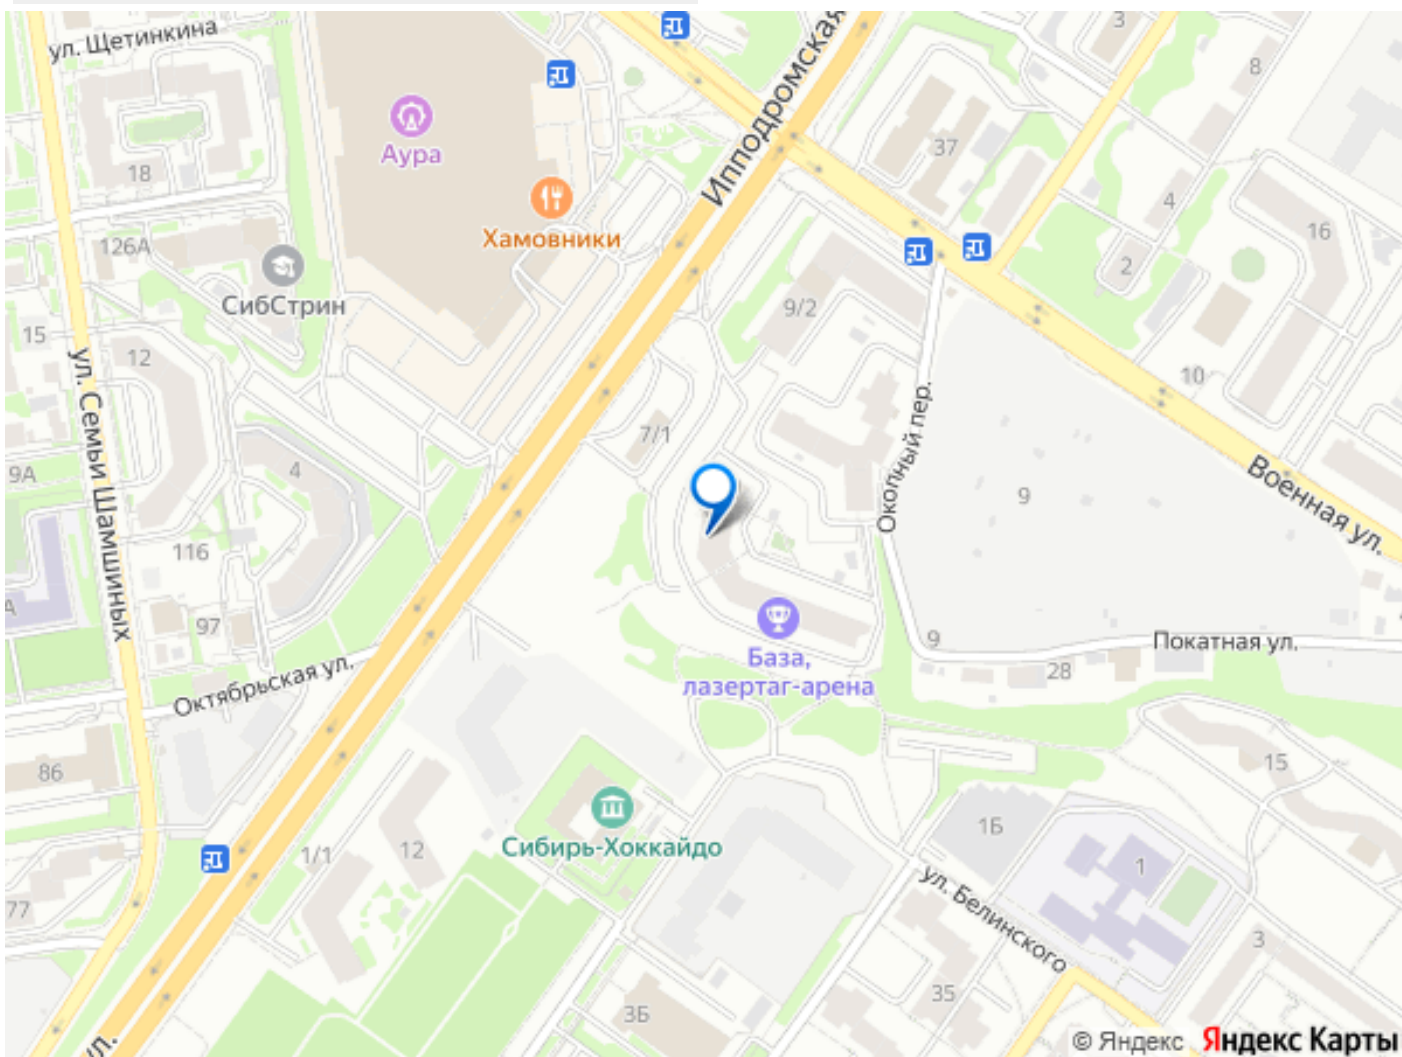 ул. Щетинкина
3
8
Ипподромская
Аура
37
18
4
Хамовники
16
126А
2
СибСтрин
9/2
15
12
10
ул. Семьи Шамшиных
Окопный пер.
7/1
4
9А
9
Военная ул.
116
А
97
9
Покатная ул.
База,
лазертаг-арена
28
Октябрьская ул.
86
15
1Б
Сибирь-Хоккайдо
1/1
12
1
ул. Белинского
77
3
35
3Б
ул.
© Яндекс Яндекс Карты